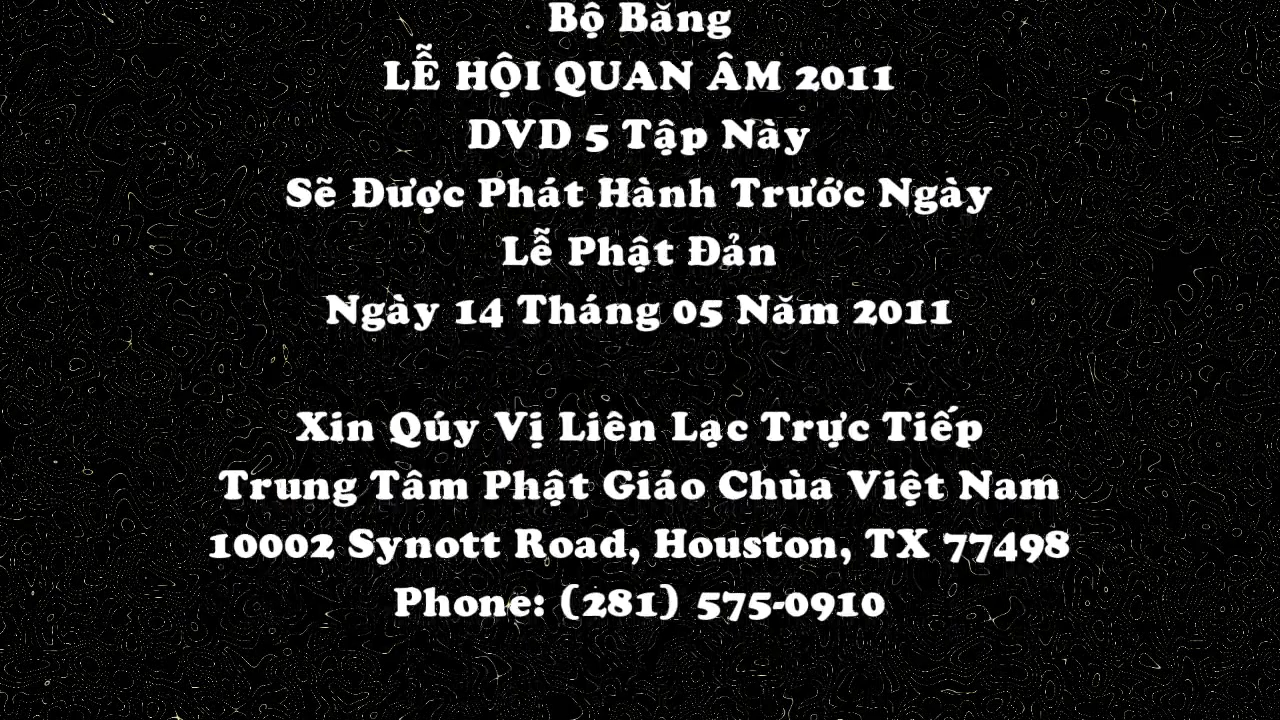 Bộ Băng
LỄ HỘI QUAN ÂM 2011
DVD 5 Tập Này
Sẽ Được Phát Hành Trước Ngày
Lễ Phật Đản
Ngày 14 Tháng 05 Năm 2011
Xin Qúy Vị Liên Lạc Trực Tiếp
Trung Tâm Phật Giáo Chùa Việt Nam
10002 Synott Road, Houston, TX 77498
Phone: (281) 575-0910